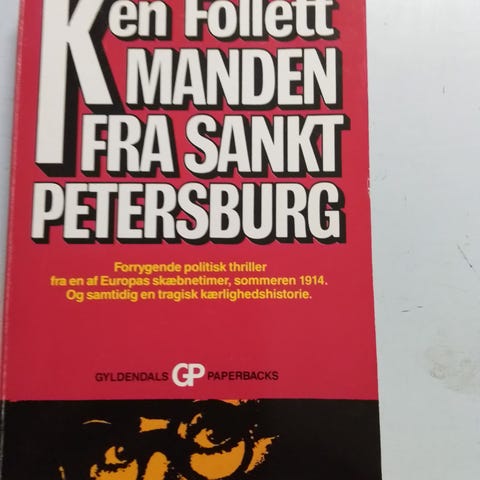 Ken Follett
MANDEN
FRA SANKT
PETERSBURG
Forrygende politisk thriller
fra en af Europas skæbnetimer, sommeren 1914.
Og samtidig en tragisk kærlighedshistorie.
GYLDENDALS GP PAPERBACKS